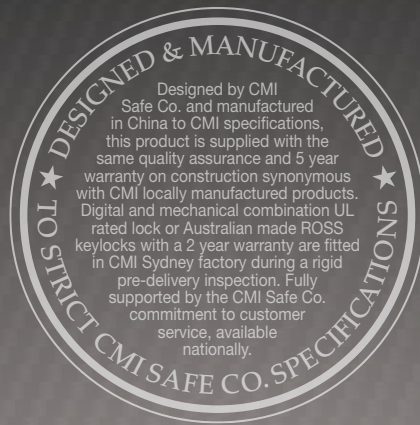 DESIGNED & MANUFACTURED
Designed by CMI
Safe Co. and manufactured
in China to CMI specifications,
this product is supplied with the
same quality assurance and 5 year
warranty on construction synonymous
with CMI locally manufactured products.
Digital and mechanical combination UL
rated lock or Australian made ROSS
keylocks with a 2 year warranty are fitted
in CMI Sydney factory during a rigid
pre-delivery inspection. Fully
supported by the CMI Safe Co.
commitment to customer
service, available
nationally.
TO STRICT CMI SAFE CO. SPECIFICATIONS